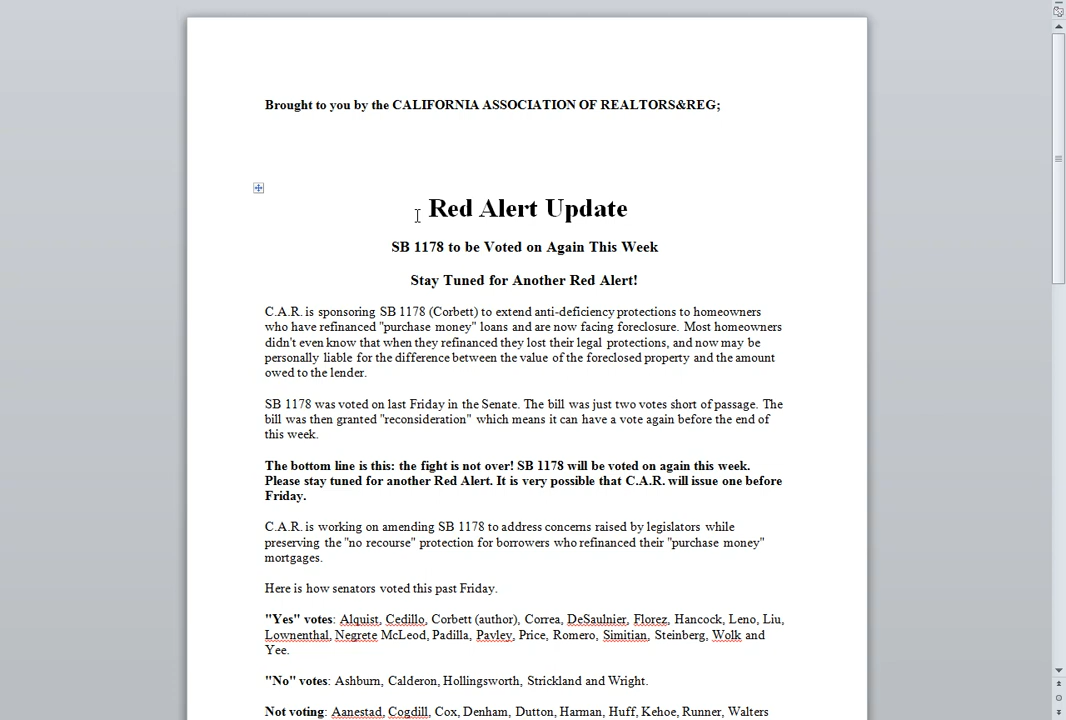 Brought to you by the CALIFORNIA ASSOCIATION OF REALTORS&REG;
Red Alert Update
SB 1178 to be Voted on Again This Week
Stay Tuned for Another Red Alert!
C.A.R. is sponsoring SB 1178 (Corbett) to extend anti-deficiency protections to homeowners
who have refinanced "purchase money" loans and are now facing foreclosure. Most homeowners
didn't even know that when they refinanced they lost their legal protections, and now may be
personally liable for the difference between the value of the foreclosed property and the amount
owed to the lender.
SB 1178 was voted on last Friday in the Senate. The bill was just two votes short of passage. The
bill was then granted "reconsideration" which means it can have a vote again before the end of
this week.
The bottom line is this: the fight is not over! SB 1178 will be voted on again this week.
Please stay tuned for another Red Alert. It is very possible that C.A.R. will issue one before
Friday.
C.A.R. is working on amending SB 1178 to address concerns raised by legislators while
preserving the "no recourse" protection for borrowers who refinanced their "purchase money"
mortgages.
Here is how senators voted this past Friday.
"Yes" votes: Alquist, Cedillo, Corbett (author), Correa, DeSaulnier, Florez, Hancock, Leno, Liu,
Lownenthal, Negrete McLeod, Padilla, Pavley, Price, Romero, Simitian, Steinberg, Wolk and
Yee.
"No" votes: Ashburn, Calderon, Hollingsworth, Strickland and Wright.
Not voting: Aanestad, Cogdill, Cox, Denham, Dutton, Harman, Huff, Kehoe, Runner, Walters